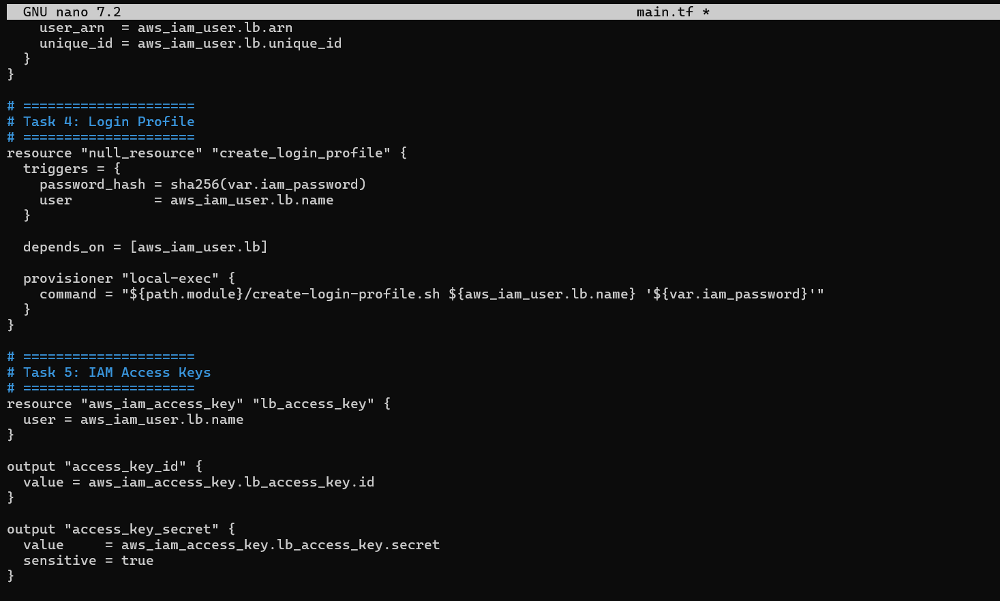 GNU nano 7.2 main.tf *
    user_arn  = aws_iam_user.lb.arn
    unique_id = aws_iam_user.lb.unique_id
  }
}

# =====================
# Task 4: Login Profile
# =====================
resource "null_resource" "create_login_profile" {
  triggers = {
    password_hash = sha256(var.iam_password)
    user          = aws_iam_user.lb.name
  }

  depends_on = [aws_iam_user.lb]

  provisioner "local-exec" {
    command = "${path.module}/create-login-profile.sh ${aws_iam_user.lb.name} '${var.iam_password}'"
  }
}

# =====================
# Task 5: IAM Access Keys
# =====================
resource "aws_iam_access_key" "lb_access_key" {
  user = aws_iam_user.lb.name
}

output "access_key_id" {
  value = aws_iam_access_key.lb_access_key.id
}

output "access_key_secret" {
  value     = aws_iam_access_key.lb_access_key.secret
  sensitive = true
}